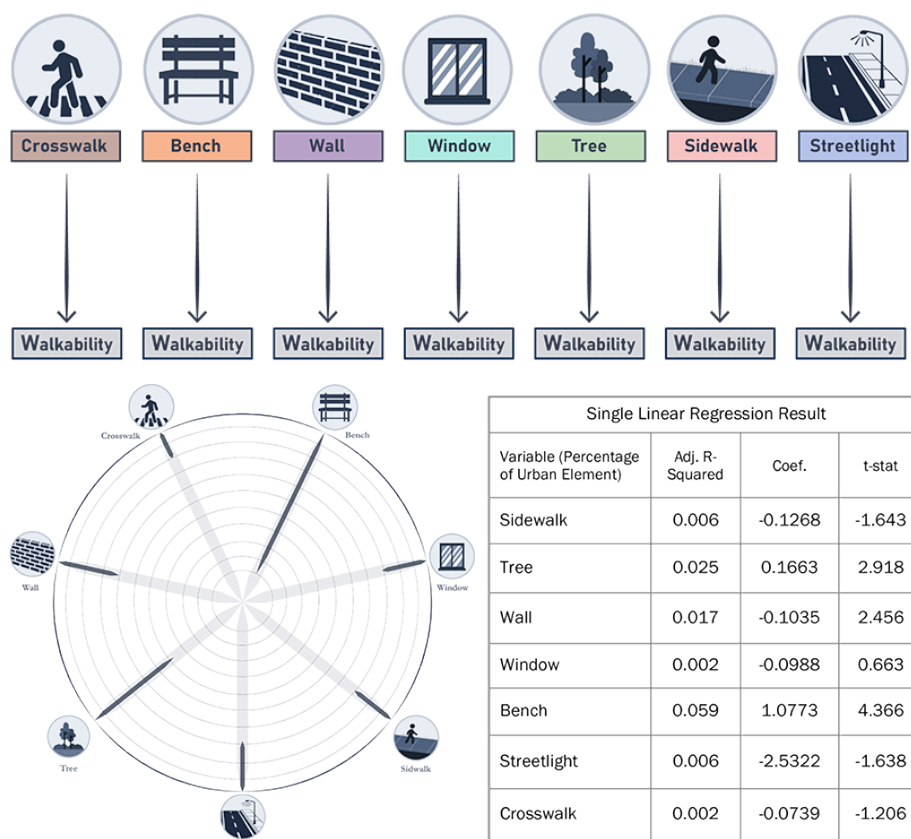 Crosswalk Bench Wall Window Tree Sidewalk Streetlight
Walkability Walkability Walkability Walkability Walkability Walkability Walkability
Crosswalk
Bench
Wall
Window
Tree
Sidwalk
Single Linear Regression Result
Variable (Percentage of Urban Element) Adj. R-Squared Coef. t-stat
Sidewalk 0.006 -0.1268 -1.643
Tree 0.025 0.1663 2.918
Wall 0.017 -0.1035 2.456
Window 0.002 -0.0988 0.663
Bench 0.059 1.0773 4.366
Streetlight 0.006 -2.5322 -1.638
Crosswalk 0.002 -0.0739 -1.206